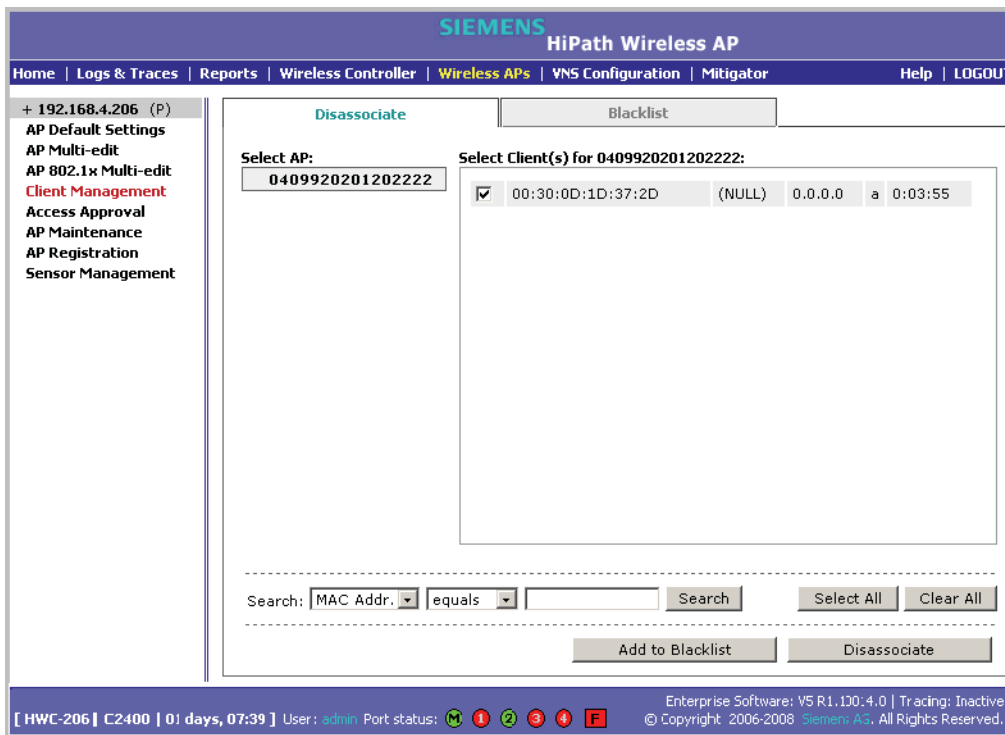 SIEMENS
HiPath Wireless AP
Home | Logs & Traces | Reports | Wireless Controller | Wireless APs | VNS Configuration | Mitigator Help | LOGOU
+ 192.168.4.206 (P)
AP Default Settings
AP Multi-edit
AP 802.1x Multi-edit
Client Management
Access Approval
AP Maintenance
AP Registration
Sensor Management
Disassociate
Blacklist
Select AP:
0409920201202222
Select Client(s) for 0409920201202222:
00:30:0D:1D:37:2D (NULL) 0.0.0.0 a 0:03:55
Search: MAC Addr. equals Search Select All Clear All
Add to Blacklist Disassociate
[ HWC-206 | C2400 | 01 days, 07:39 ] User: admin Port status: M 1 2 3 4 F
Enterprise Software: V5 R1. | Tracing: Inactive
© Copyright 2006-2008 Siemens AG. All Rights Reserved.